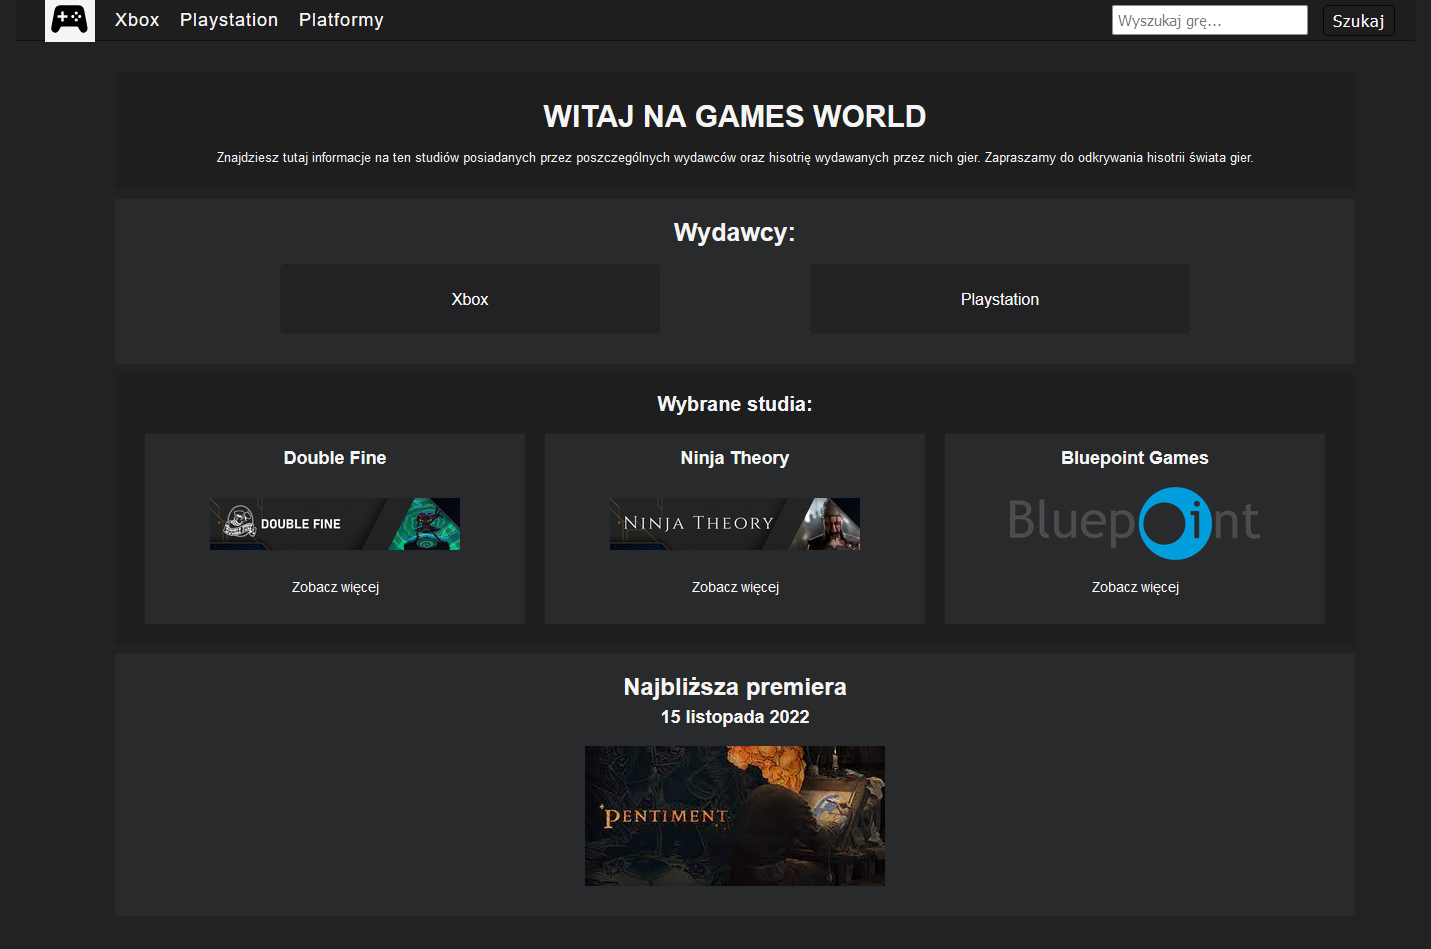 Xbox Playstation Platformy Wyszukaj grę... Szukaj
WITAJ NA GAMES WORLD
Znajdziesz tutaj informacje na ten studiów posiadanych przez poszczególnych wydawców oraz hisotrię wydawanych przez nich gier. Zapraszamy do odkrywania hisotrii świata gier.
Wydawcy:
Xbox Playstation
Wybrane studia:
Double Fine Ninja Theory Bluepoint Games
DOUBLE FINE NINJA THEORY Bluepoint
Zobacz więcej Zobacz więcej Zobacz więcej
Najbliższa premiera
15 listopada 2022
PENTIMENT